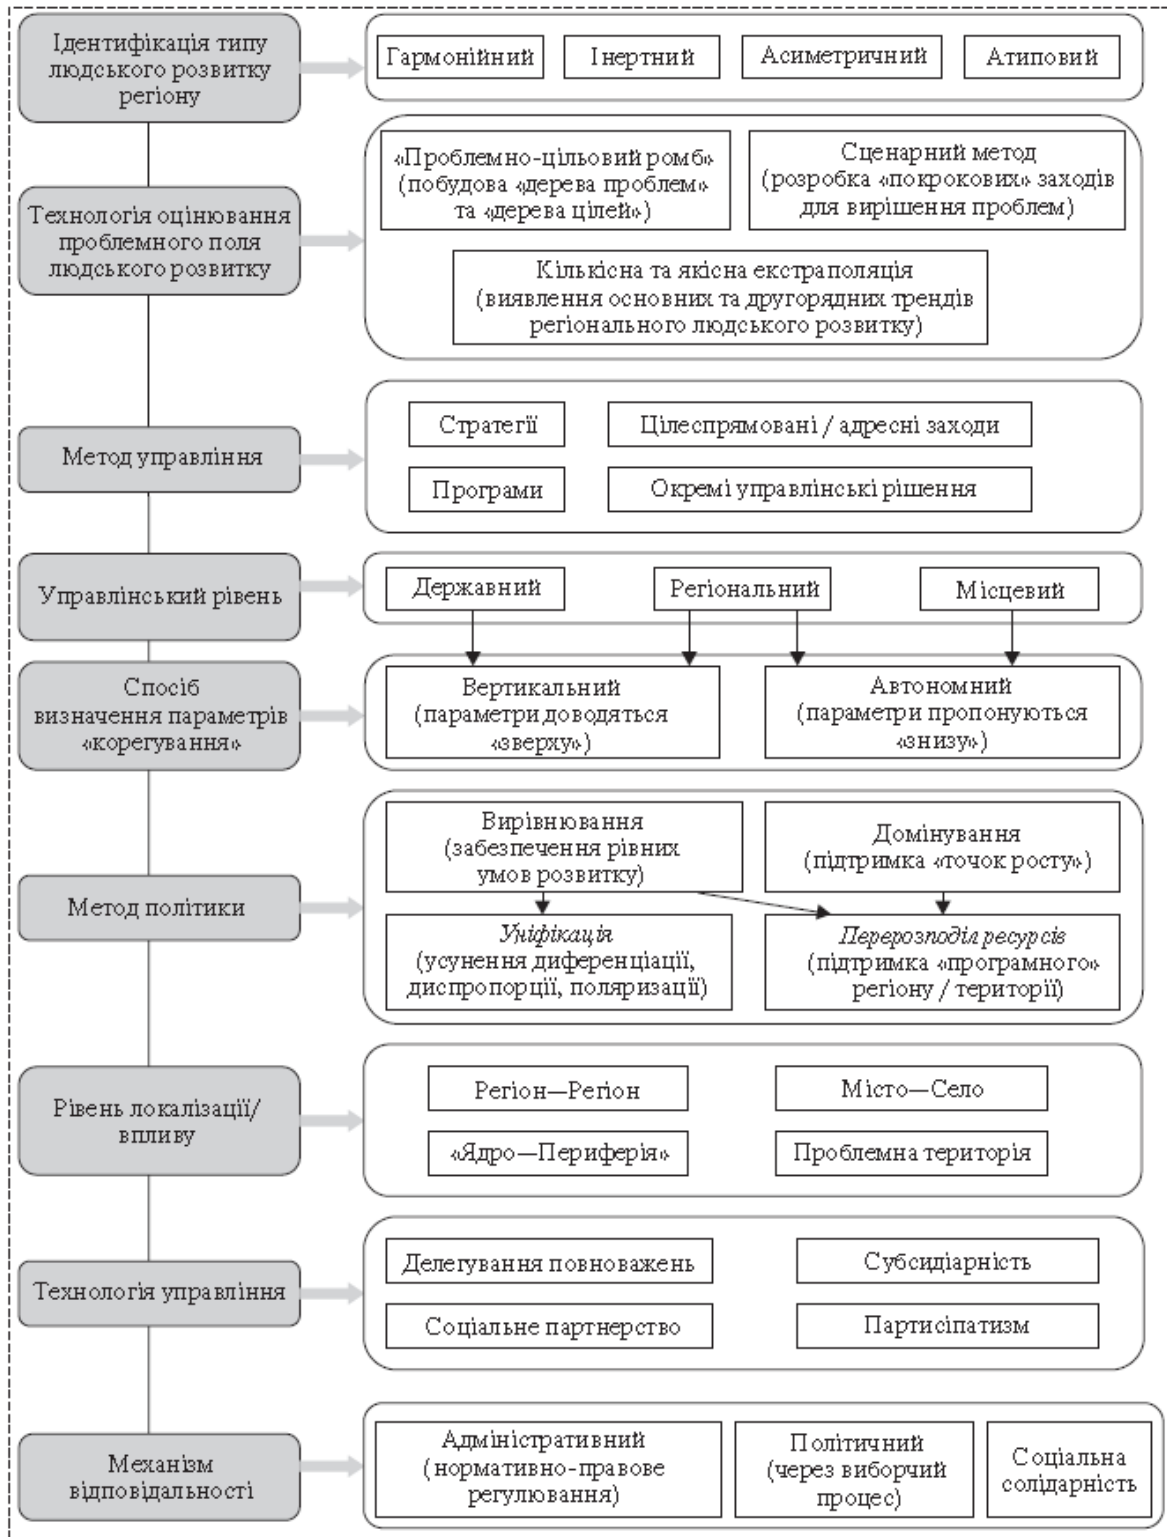 Ідентифікація типу
людського розвитку
регіону
Гармонійний
Інертний
Асиметричний
Атиповий
Технологія оцінювання
проблемного поля
людського розвитку
«Проблемно-цільовий ромб»
(побудова «дерева проблем»
та «дерева цілей»)
Сценарний метод
(розробка «покрокових» заходів
для вирішення проблем)
Кількісна та якісна екстраполяція
(виявлення основних та другорядних трендів
регіонального людського розвитку)
Метод управління
Стратегії
Цілеспрямовані / адресні заходи
Програми
Окремі управлінські рішення
Управлінський рівень
Державний
Регіональний
Місцевий
Спосіб
визначення параметрів
«корегування»
Вертикальний
(параметри доводяться
«зверху»)
Автономний
(параметри пропонуються
«знизу»)
Метод політики
Вирівнювання
(забезпечення рівних
умов розвитку)
Домінування
(підтримка «точок росту»)
Уніфікація
(усунення диференціації,
диспропорції, поляризації)
Перерозподіл ресурсів
(підтримка «програмного»
регіону / території)
Рівень локалізації/
впливу
Регіон—Регіон
Місто—Село
«Ядро—Периферія»
Проблемна територія
Технологія управління
Делегування повноважень
Субсидіарність
Соціальне партнерство
Партисіпатизм
Механізм
відповідальності
Адміністративний
(нормативно-правове
регулювання)
Політичний
(через виборчий
процес)
Соціальна
солідарність